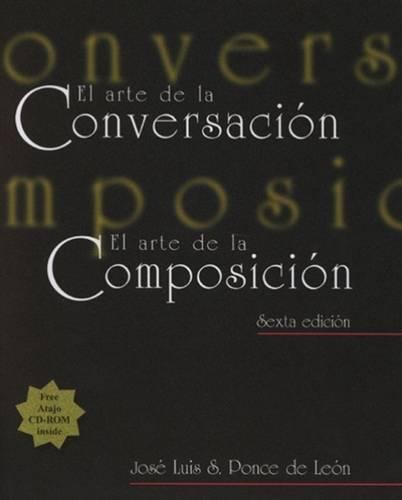 onvers
El arte de la
Conversación
mposic
El arte de la
Composición
Sexta edición
Free
Atajo
CD-ROM
inside
José Luis S. Ponce de León